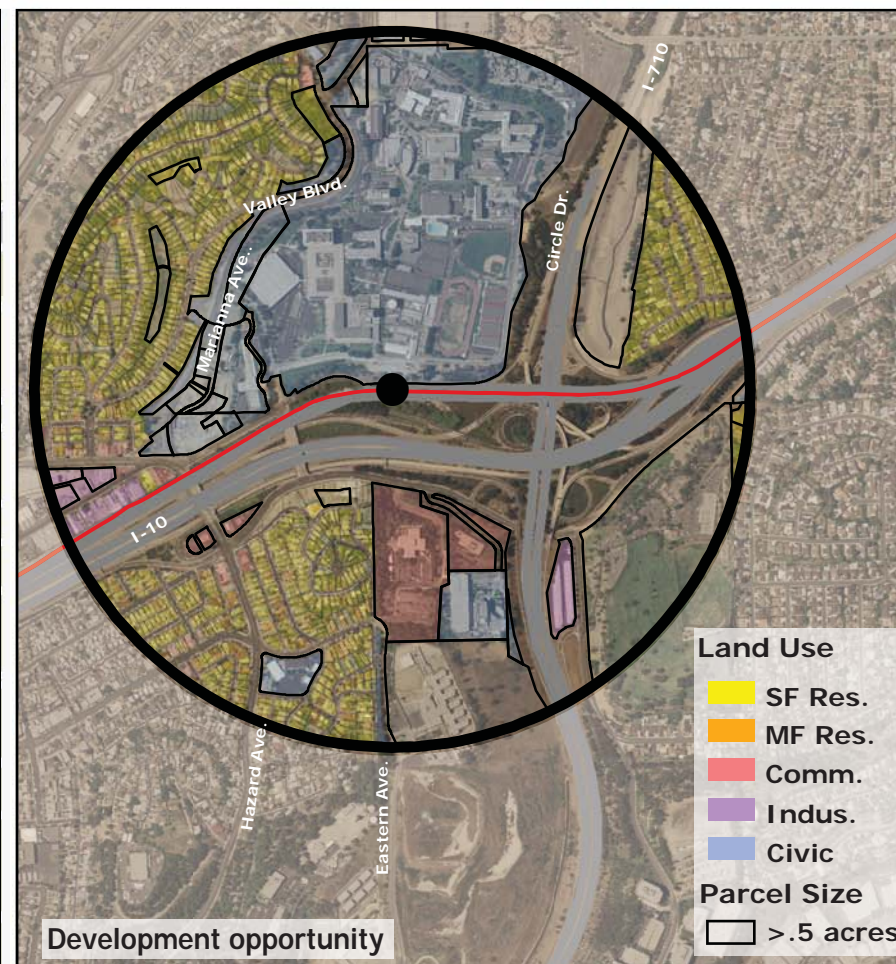 I-710
Valley Blvd.
Circle Dr.
Marianna Ave..
I-10
Hazard Ave..
Eastern Ave.
Land Use
SF Res.
MF Res.
Comm.
Indus.
Civic
Parcel Size
>.5 acres
Development opportunity